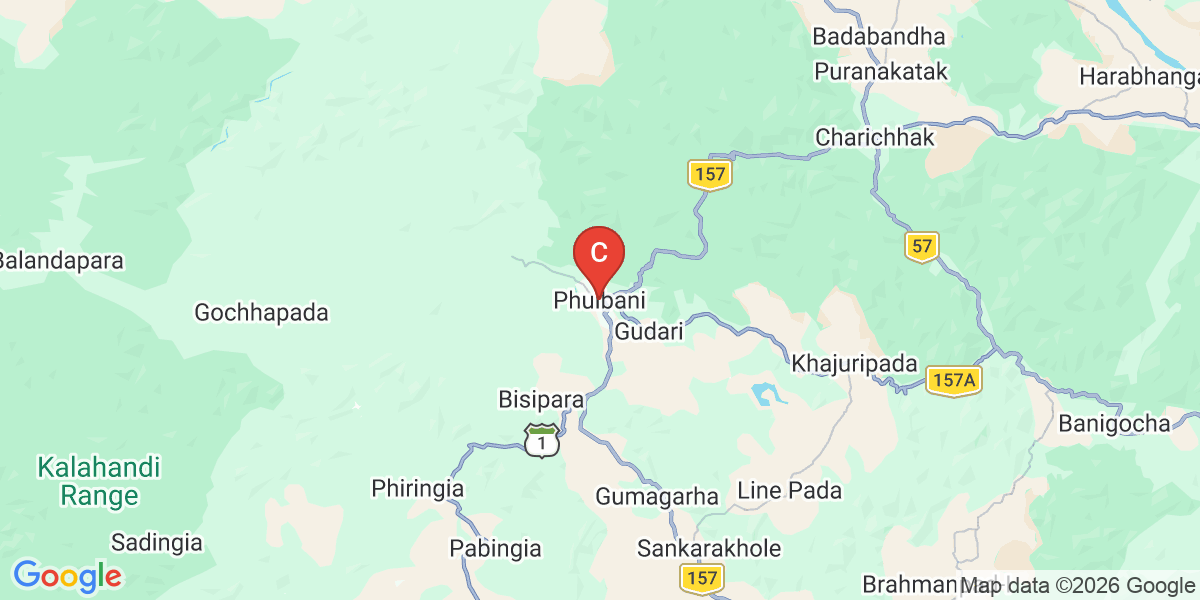 Badabandha
Puranakatak
Harabhanga
Charichhak
157
C
57
Balandapara
Phulbani
Gochhapada
Gudari
Khajuripada
157A
Bisipara
Banigocha
1
Kalahandi
Range
Phiringia
Gumagarha
Line Pada
Sadingia
Pabingia
Sankarakhole
157
Google
Map data ©2026 Google